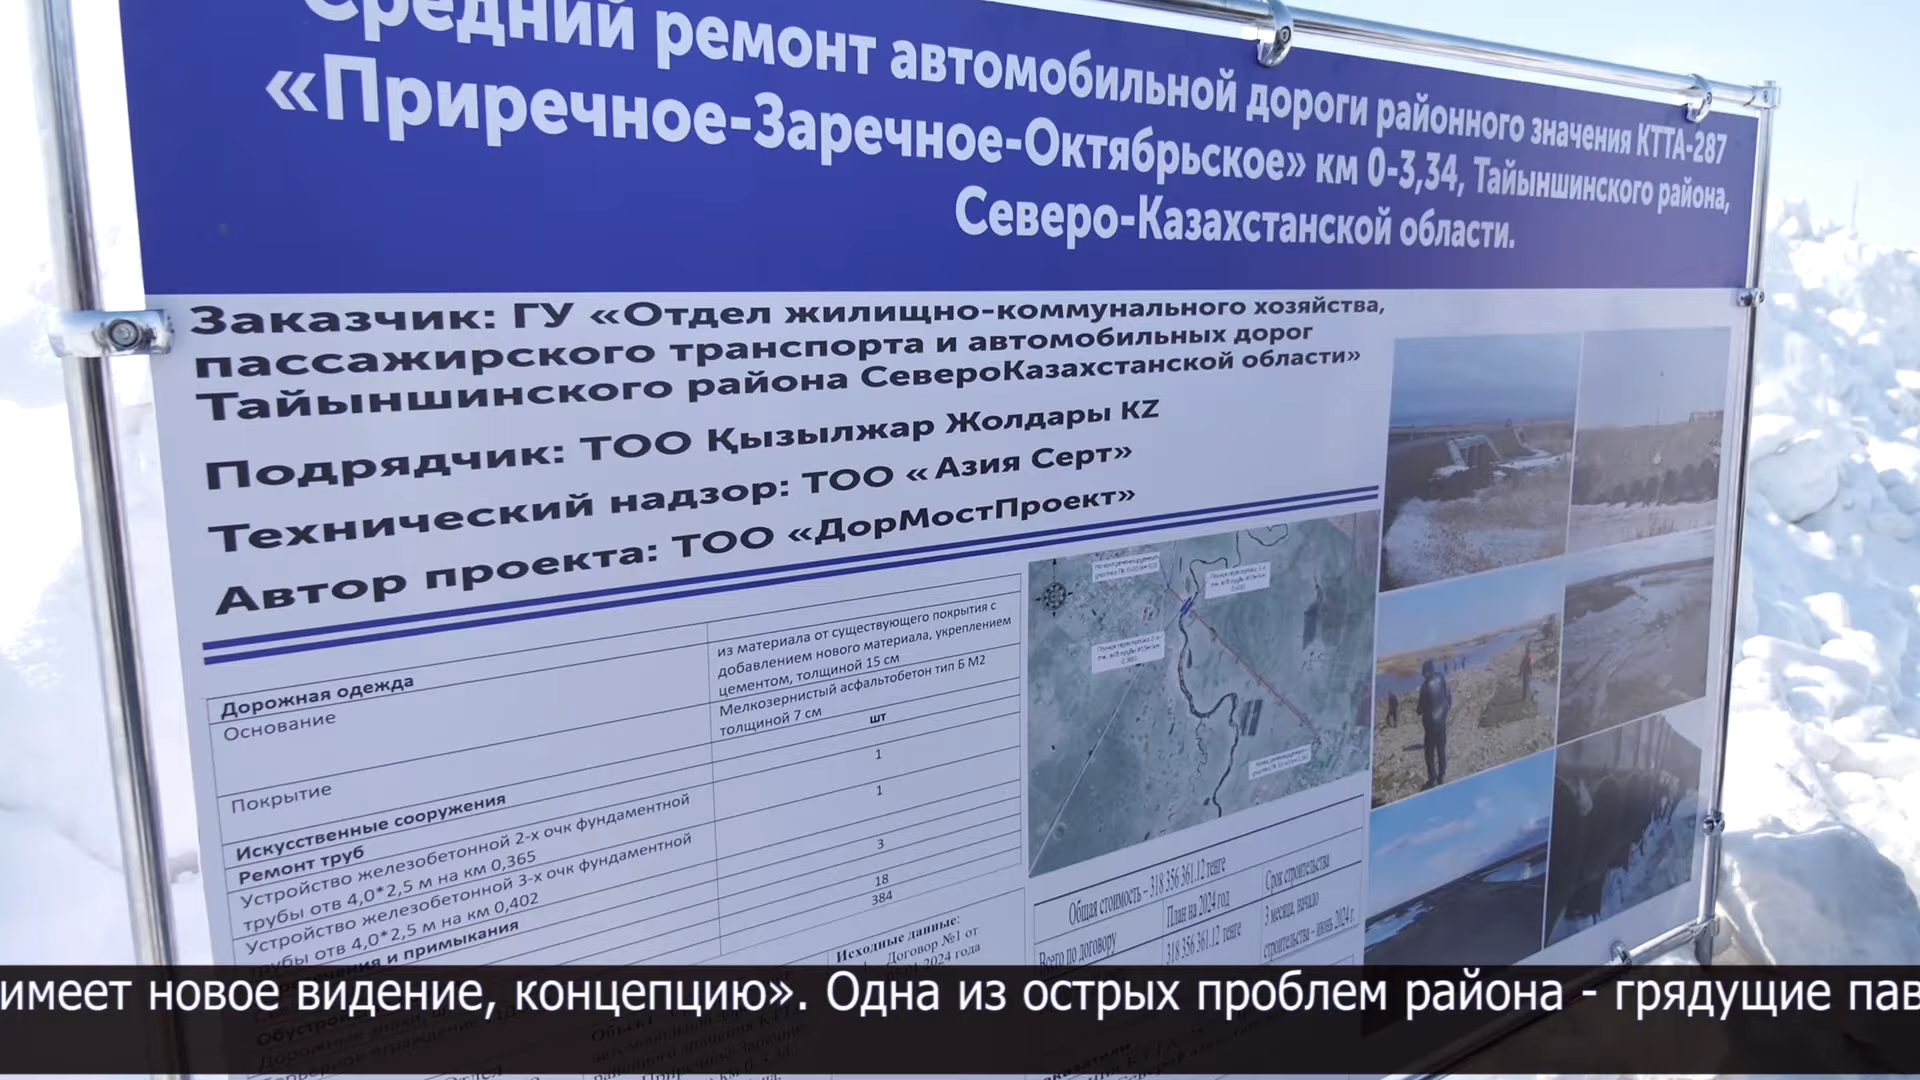 Средний ремонт автомобильной дороги районного значения КТТА-287
«Приречное-Заречное-Октябрьское» км 0-3,34, Тайыншинского района,
Северо-Казахстанской области.
Заказчик: ГУ «Отдел жилищно-коммунального хозяйства,
пассажирского транспорта и автомобильных дорог
Тайыншинского района СевероКазахстанской области»
Подрядчик: ТОО Қызылжар Жолдары KZ
Технический надзор: ТОО « Азия Серт»
Автор проекта: ТОО «ДорМостПроект»
Дорожная одежда
Основание
из материала от существующего покрытия с
добавлением нового материала, укреплением
цементом, толщиной 15 см
Покрытие
Мелкозернистый асфальтобетон тип Б М2
толщиной 7 см
Искусственные сооружения
шт
Ремонт труб
Устройство железобетонной 2-х очк фундаментной
трубы отв 4,0*2,5 м на км 0,365
1
Устройство железобетонной 3-х очк фундаментной
трубы отв 4,0*2,5 м на км 0,402
1
и примыкания
3
18
384
Общая стоимость – 318 356 361.12 тенге
Всего по договору
План на 2024 год
318 356 361.12 тенге
Срок строительства
3 месяца, начало
строительства – июнь 2024 г.
Исходные данные:
Договор №1 от
2024 года
имеет новое видение, концепцию». Одна из острых проблем района - грядущие пав